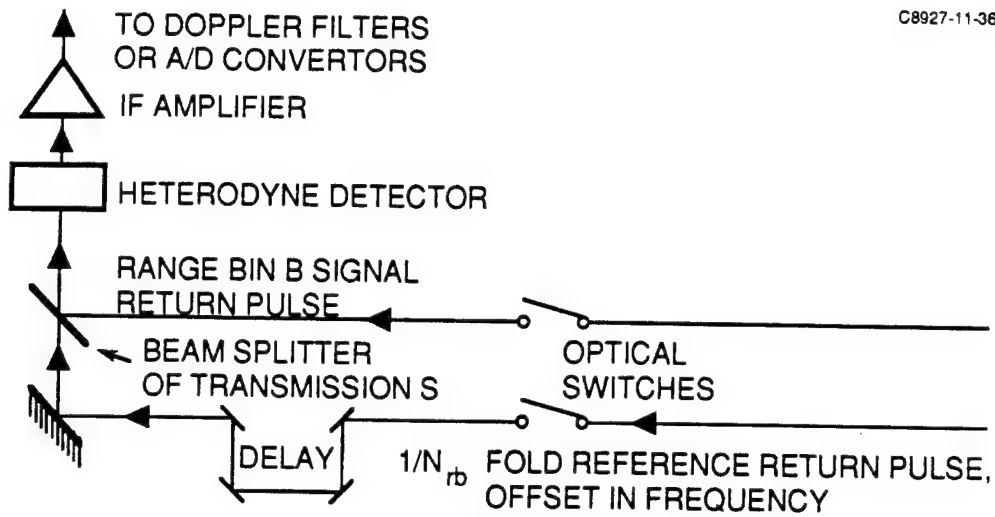 C8927-11-36
TO DOPPLER FILTERS
OR A/D CONVERTORS
IF AMPLIFIER
HETERODYNE DETECTOR
RANGE BIN B SIGNAL
RETURN PULSE
BEAM SPLITTER
OF TRANSMISSION S
OPTICAL
SWITCHES
DELAY
1/N_rb FOLD REFERENCE RETURN PULSE,
OFFSET IN FREQUENCY